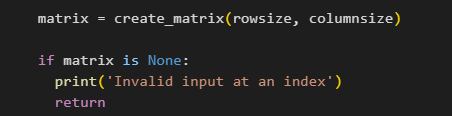 matrix = create_matrix(rowsize, columnsize)
if matrix is None:
print('Invalid input at an index')
return